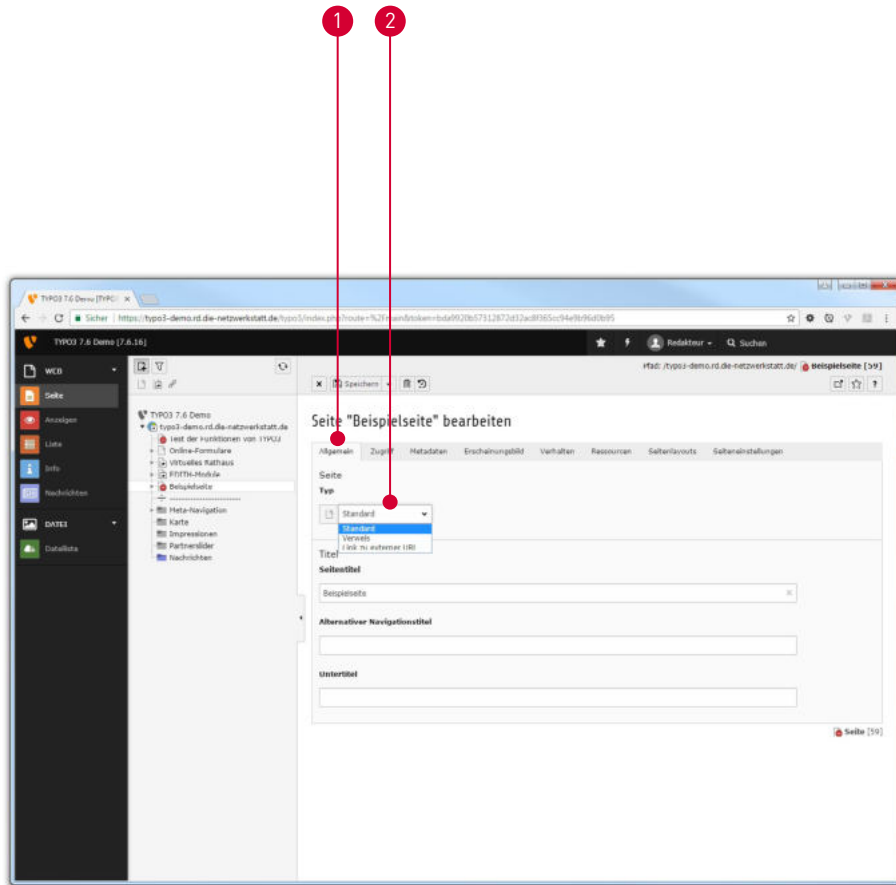 1 2
TYPO3 7.6 Demo [TYPO3
Sicher https://typo3-demo.rd.die-netzwerkstatt.de/typo3/index.php?route=%2Fmain&token=
TYPO3 7.6 Demo [7.6.16]
Redakteur
Suchen
WEB
Seite
Anzeigen
Liste
Info
Nachrichten
DATEI
Dateiliste
TYPO3 7.6 Demo
typo3-demo.rd.die-netzwerkstatt.de
Test der Funktionen von TYPO3
Online-Formulare
Virtuelles Rathaus
EDITH-Module
Beispielseite
------------------------
Meta-Navigation
Karte
Impressionen
Partnerslider
Nachrichten
Pfad: /typo3-demo.rd.die-netzwerkstatt.de/ Beispielseite [59]
Speichern
Seite "Beispielseite" bearbeiten
Allgemein Zugriff Metadaten Erscheinungsbild Verhalten Ressourcen Seitenlayouts Seiteneinstellungen
Seite
Typ
Standard
Standard
Verweis
Link zu externer URL
Titel
Seitentitel
Beispielseite
Alternativer Navigationstitel
Untertitel
Seite [59]